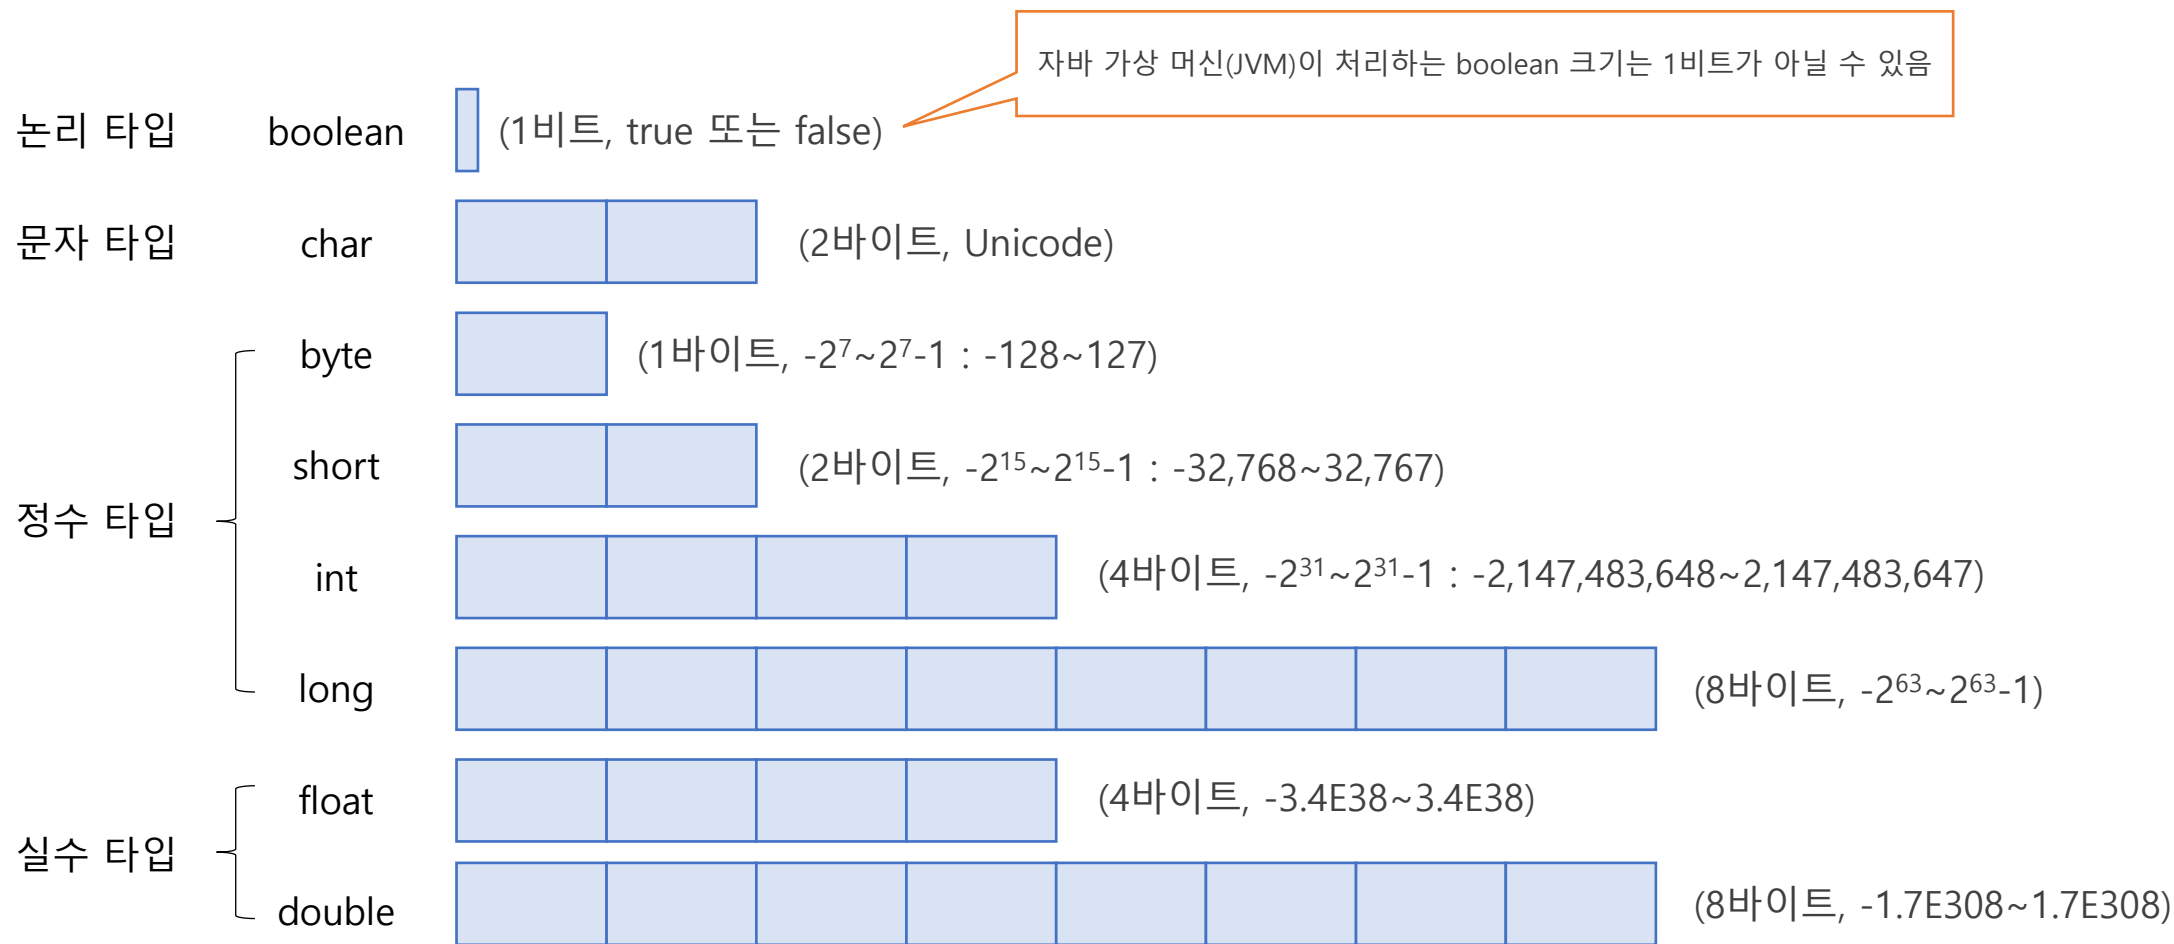 자바 가상 머신(JVM)이 처리하는 boolean 크기는 1비트가 아닐 수 있음
논리 타입 boolean (1비트, true 또는 false)
문자 타입 char (2바이트, Unicode)
byte (1바이트, -2⁷~2⁷-1 : -128~127)
short (2바이트, -2¹⁵~2¹⁵-1 : -32,768~32,767)
정수 타입
int (4바이트, -2³¹~2³¹-1 : -2,147,483,648~2,147,483,647)
long (8바이트, -2⁶³~2⁶³-1)
float (4바이트, -3.4E38~3.4E38)
실수 타입
double (8바이트, -1.7E308~1.7E308)